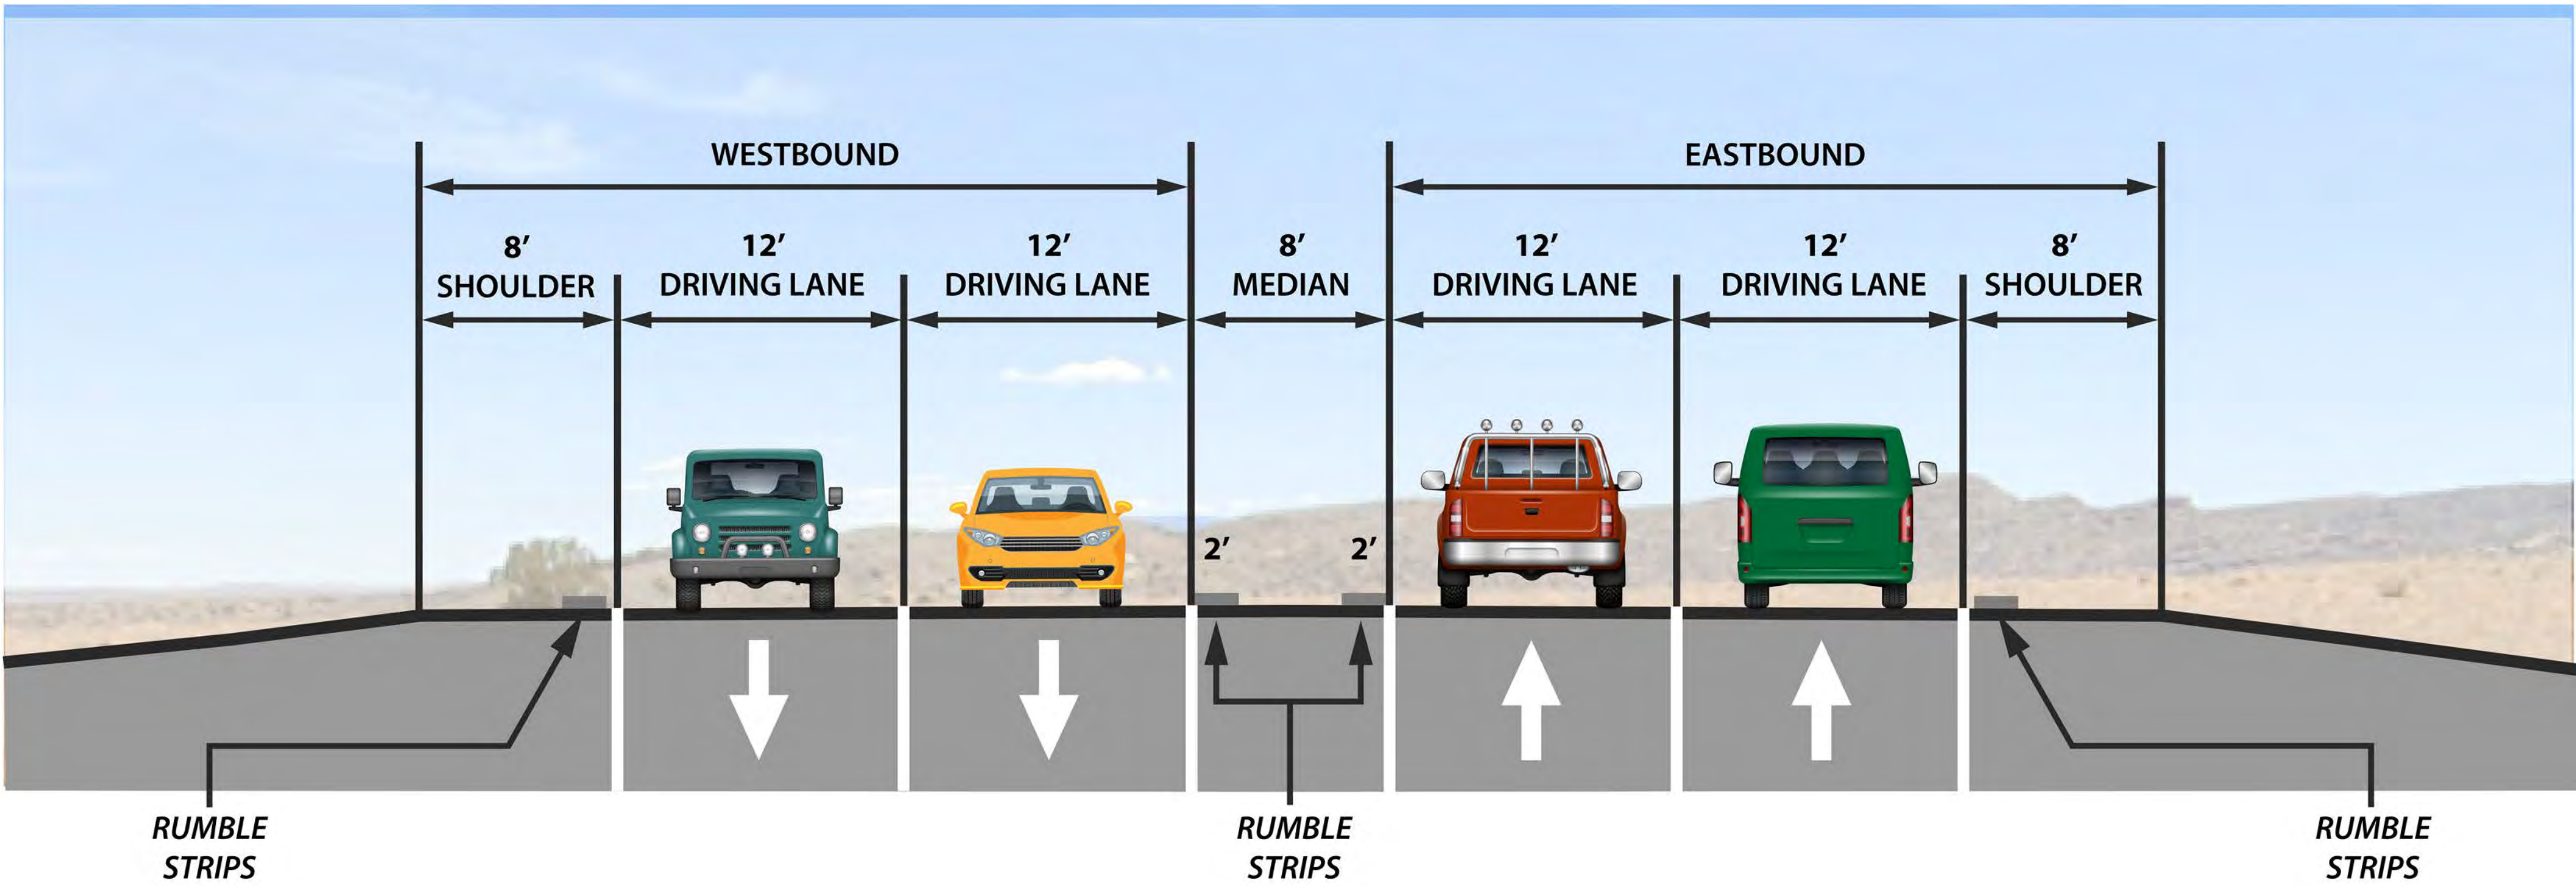 WESTBOUND
EASTBOUND
8’
SHOULDER
12’
DRIVING LANE
12’
DRIVING LANE
8’
MEDIAN
12’
DRIVING LANE
12’
DRIVING LANE
8’
SHOULDER
2’
2’
RUMBLE
STRIPS
RUMBLE
STRIPS
RUMBLE
STRIPS